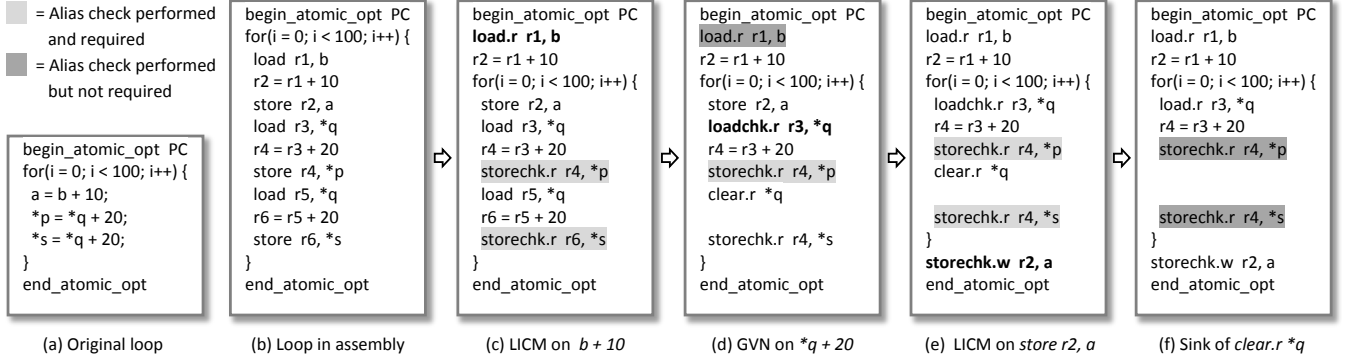 = Alias check performed
and required
= Alias check performed
but not required
begin_atomic_opt PC
for(i = 0; i < 100; i++) {
a = b + 10;
*p = *q + 20;
*s = *q + 20;
}
end_atomic_opt
(a) Original loop
begin_atomic_opt PC
for(i = 0; i < 100; i++) {
load r1, b
r2 = r1 + 10
store r2, a
load r3, *q
r4 = r3 + 20
store r4, *p
load r5, *q
r6 = r5 + 20
store r6, *s
}
end_atomic_opt
(b) Loop in assembly
begin_atomic_opt PC
load.r r1, b
r2 = r1 + 10
for(i = 0; i < 100; i++) {
store r2, a
load r3, *q
r4 = r3 + 20
storechk.r r4, *p
load r5, *q
r6 = r5 + 20
storechk.r r6, *s
}
end_atomic_opt
(c) LICM on b + 10
begin_atomic_opt PC
load.r r1, b
r2 = r1 + 10
for(i = 0; i < 100; i++) {
store r2, a
loadchk.r r3, *q
r4 = r3 + 20
storechk.r r4, *p
clear.r *q
storechk.r r4, *s
}
end_atomic_opt
(d) GVN on *q + 20
begin_atomic_opt PC
load.r r1, b
r2 = r1 + 10
for(i = 0; i < 100; i++) {
loadchk.r r3, *q
r4 = r3 + 20
storechk.r r4, *p
clear.r *q
storechk.r r4, *s
}
storechk.w r2, a
end_atomic_opt
(e) LICM on store r2, a
begin_atomic_opt PC
load.r r1, b
r2 = r1 + 10
for(i = 0; i < 100; i++) {
load.r r3, *q
r4 = r3 + 20
storechk.r r4, *p
storechk.r r4, *s
}
storechk.w r2, a
end_atomic_opt
(f) Sink of clear.r *q